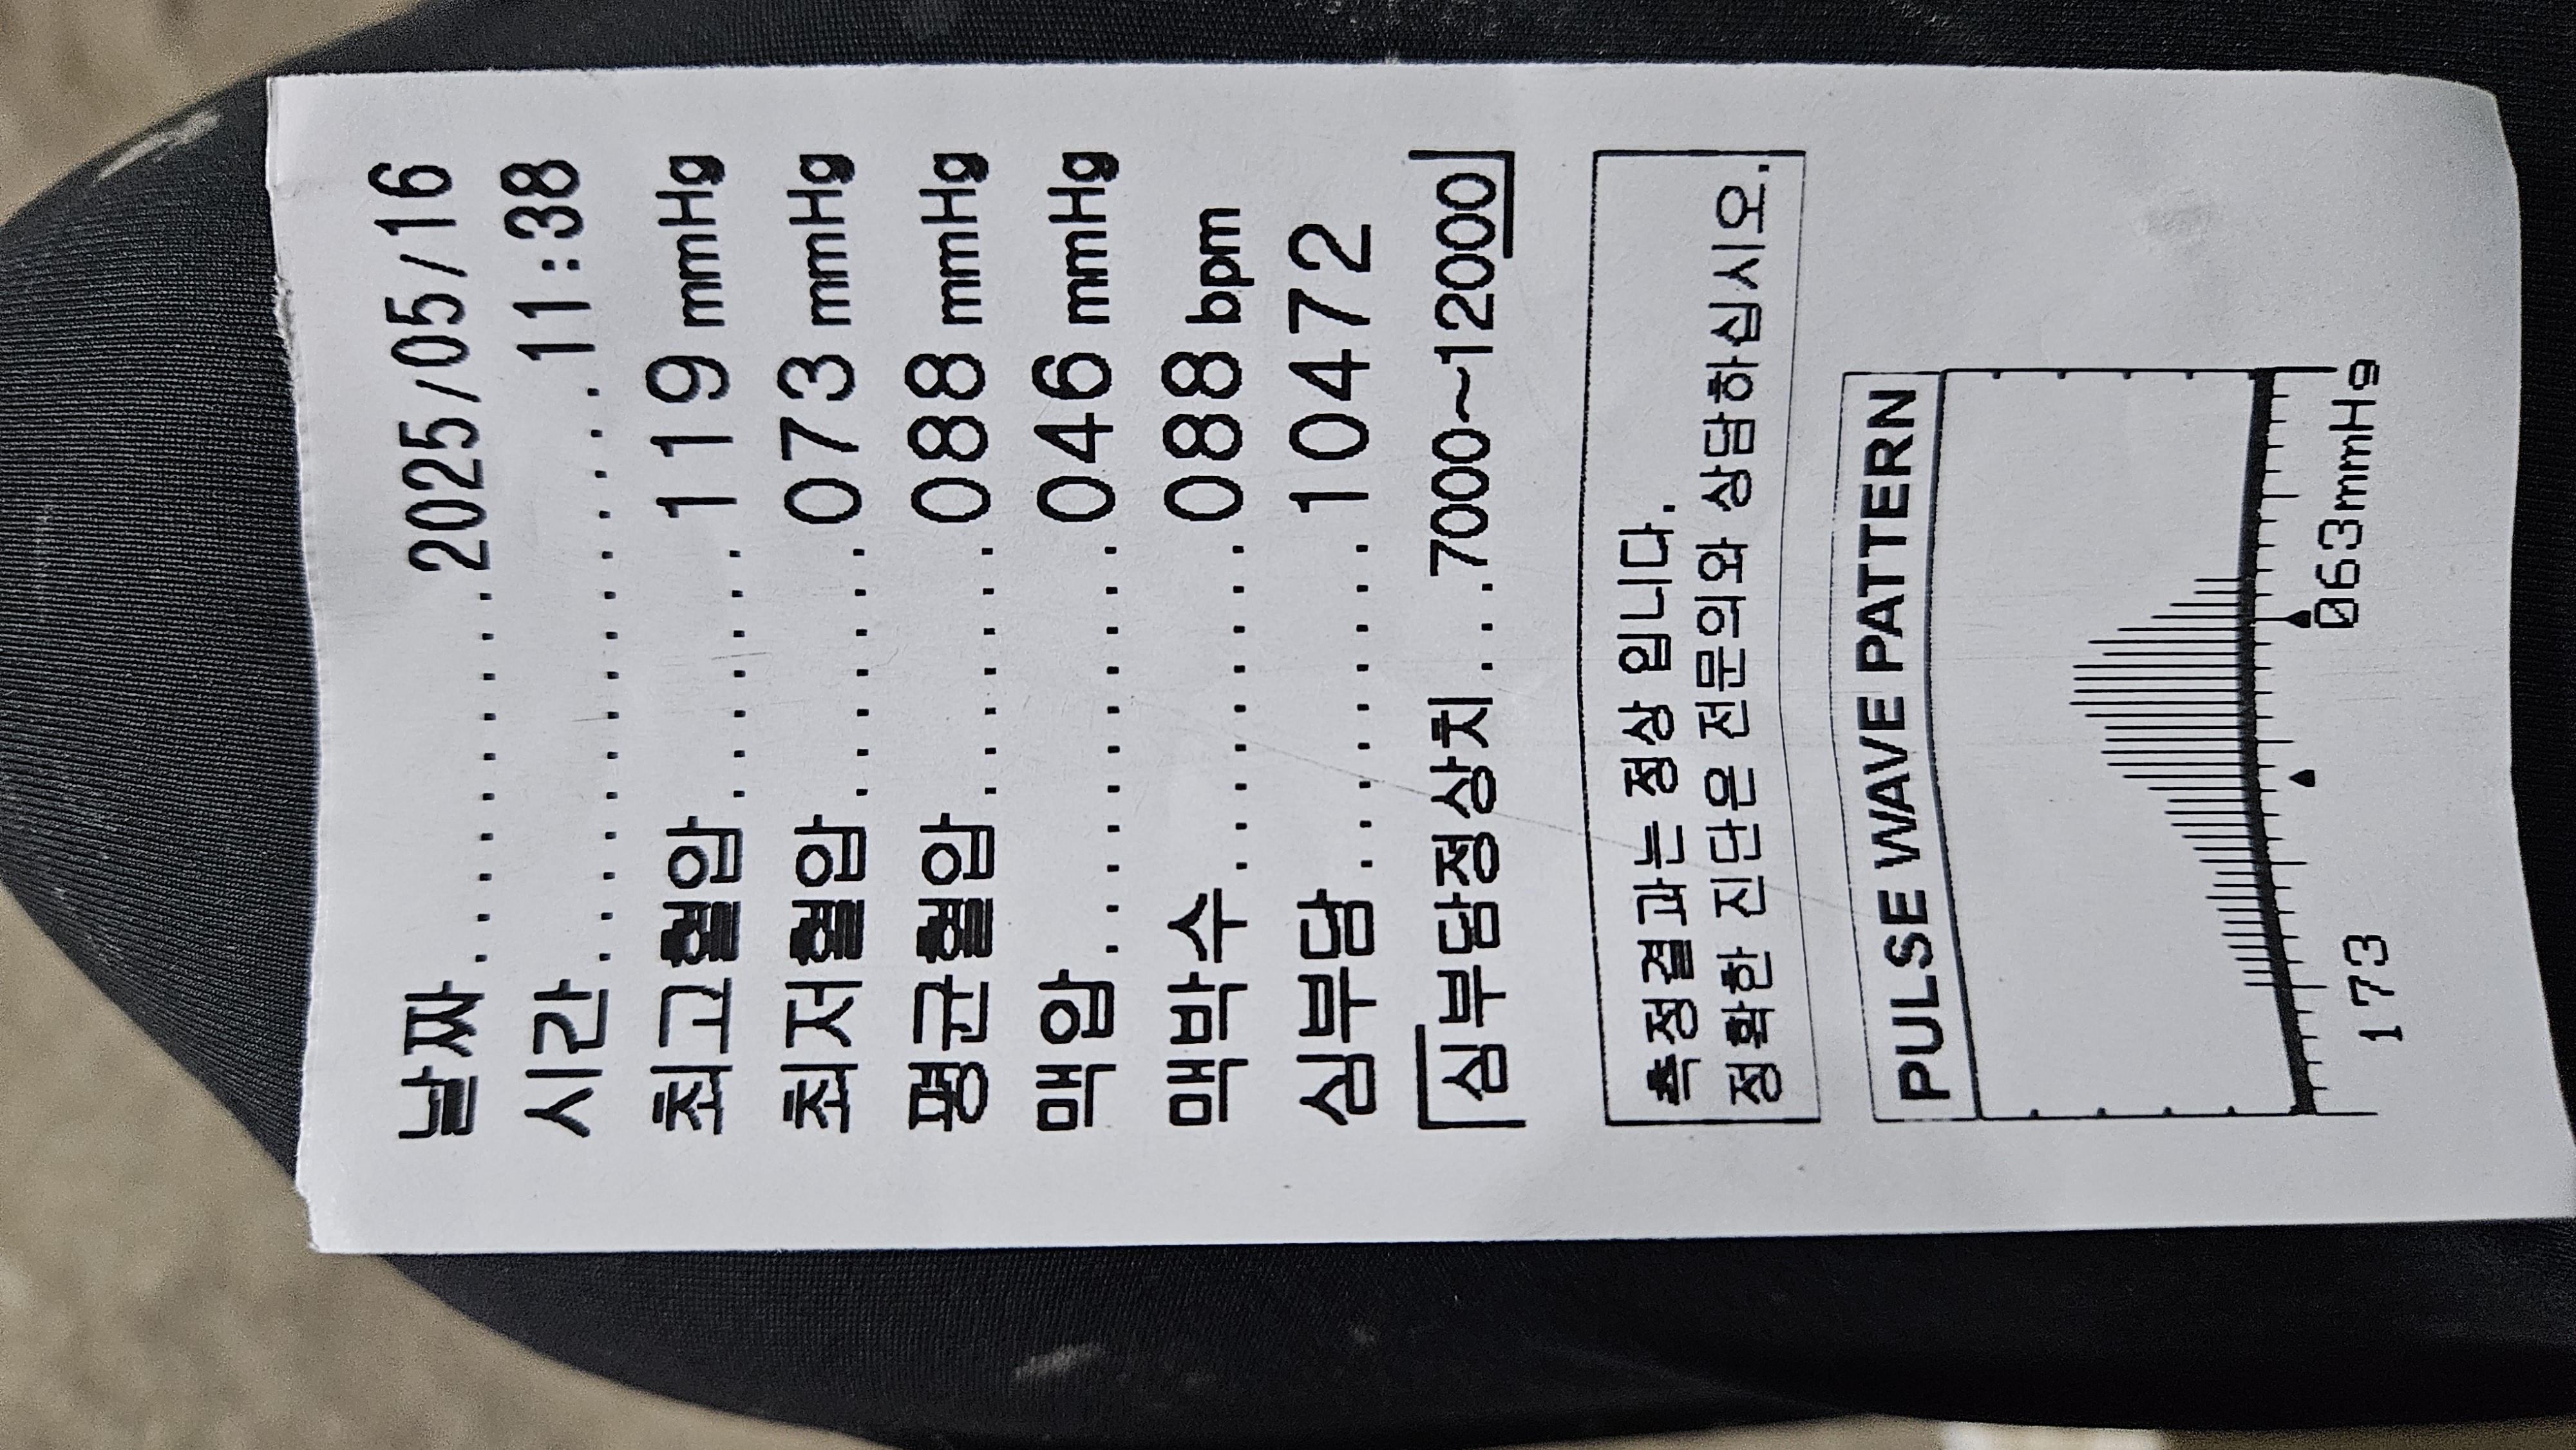 날짜..............2025/05/16
시간................11:38
최고혈압.......119 mmHg
최저혈압.......073 mmHg
평균혈압.......088 mmHg
맥압...........046 mmHg
맥박수.........088 bpm
심부담.........10472
심부담정상치...7000~12000
측정결과는 정상 입니다.
정확한 진단은 전문의와 상담하십시오.
PULSE WAVE PATTERN
173 063mmHg